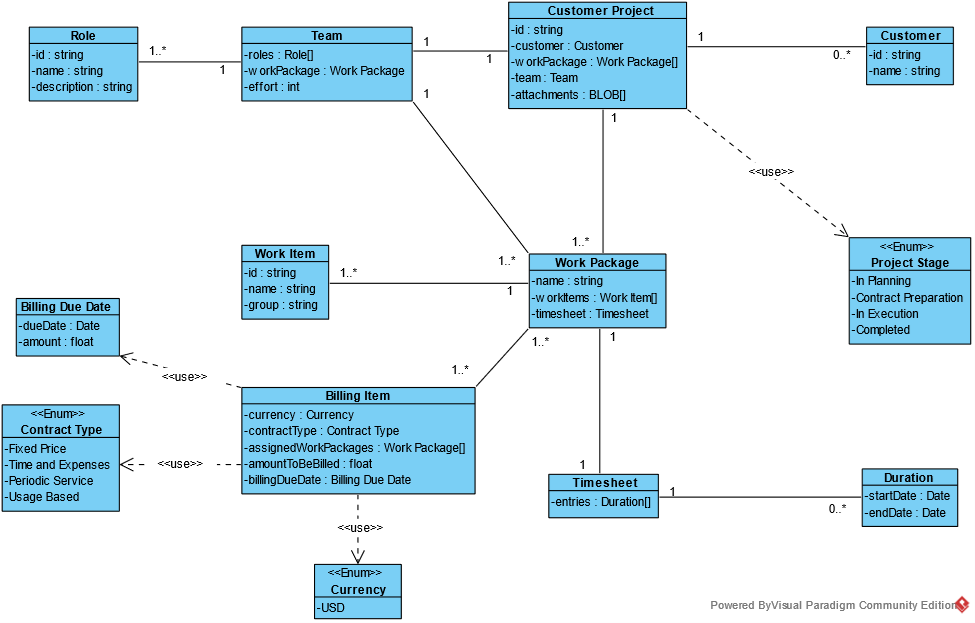 Role
-id : string
-name : string
-description : string
1..*
1
Team
-roles : Role[]
-workPackage : Work Package
-effort : int
1
1
1
Customer Project
-id : string
-customer : Customer
-workPackage : Work Package[]
-team : Team
-attachments : BLOB[]
1
0..*
Customer
-id : string
-name : string
1
<<use>>
<<Enum>>
Project Stage
-In Planning
-Contract Preparation
-In Execution
-Completed
Work Item
-id : string
-name : string
-group : string
1..*
1
1..*
1..*
Work Package
-name : string
-workItems : Work Item[]
-timesheet : Timesheet
1..*
1
Billing Due Date
-dueDate : Date
-amount : float
<<use>>
1..*
Billing Item
-currency : Currency
-contractType : Contract Type
-assignedWorkPackages : Work Package[]
-amountToBeBilled : float
-billingDueDate : Billing Due Date
<<Enum>>
Contract Type
-Fixed Price
-Time and Expenses
-Periodic Service
-Usage Based
<<use>>
<<use>>
<<Enum>>
Currency
-USD
1
Timesheet
-entries : Duration[]
1
0..*
Duration
-startDate : Date
-endDate : Date
Powered ByVisual Paradigm Community Edition